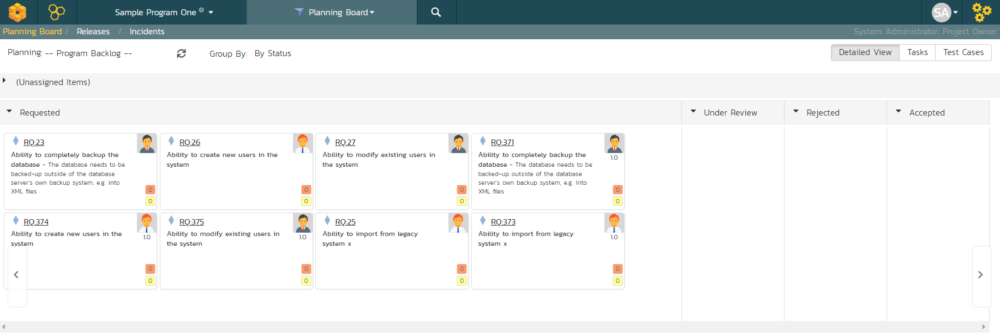 Sample Program One
Planning Board
SA
Planning Board / Releases / Incidents
System Administrator: Project Owner
Planning: -- Program Backlog --
Group By: By Status
Detailed View
Tasks
Test Cases
(Unassigned Items)
Requested
Under Review
Rejected
Accepted
RQ:23
Ability to completely backup the
database - The database needs to be
backed-up outside of the database
server's own backup system, e.g. into
XML files
0
0
RQ:26
Ability to create new users in the
system
0
0
RQ:27
Ability to modify existing users in
the system
0
0
RQ:371
1.0
Ability to completely backup the
database - The database needs to be
backed-up outside of the database
server's own backup system, e.g. into
XML files
0
0
RQ:374
1.0
Ability to create new users in the
system
0
0
RQ:375
1.0
Ability to modify existing users in
the system
0
0
RQ:25
Ability to import from legacy
system x
0
0
RQ:373
1.0
Ability to import from legacy
system x
0
0